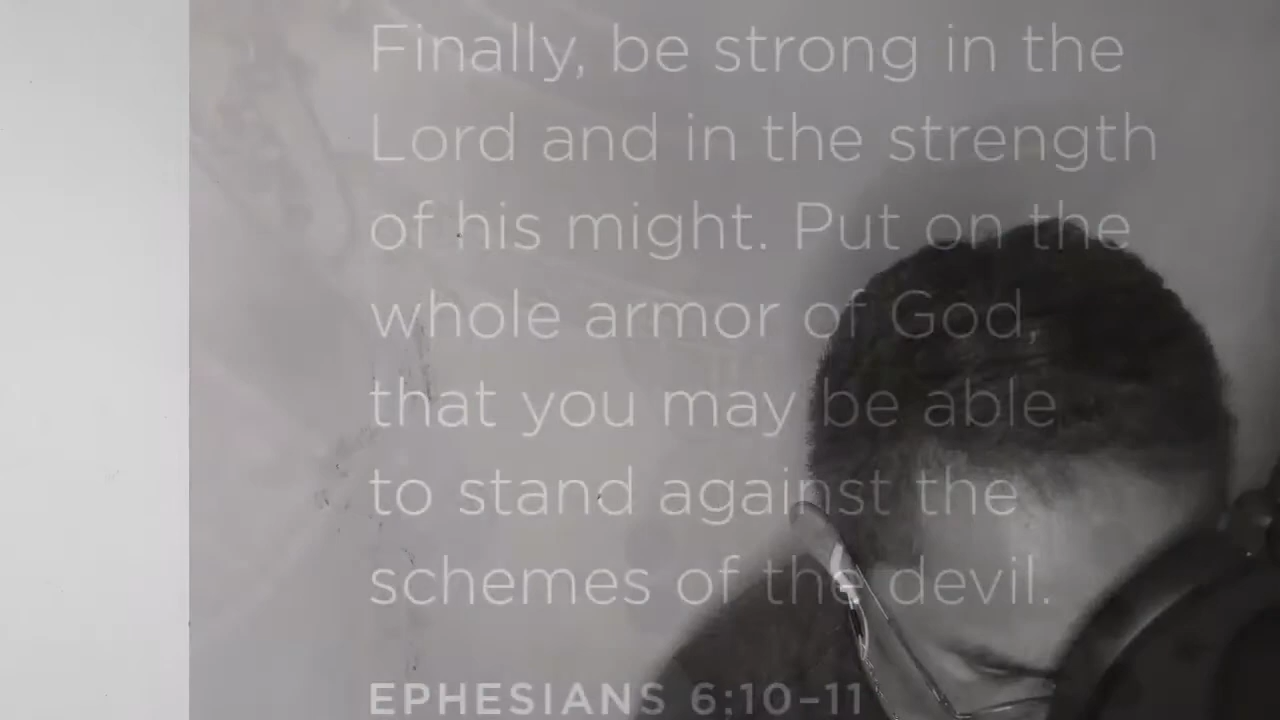 Finally, be strong in the
Lord and in the strength
of his might. Put on the
whole armor of God,
that you may be able
to stand against the
schemes of the devil.
EPHESIANS 6:10–11